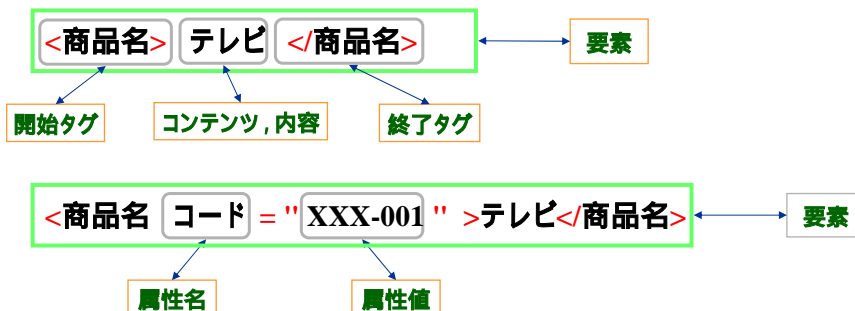 <商品名> テレビ </商品名>
要素
開始タグ
コンテンツ,内容
終了タグ
<商品名 コード = "XXX-001" >テレビ</商品名>
要素
属性名
属性値